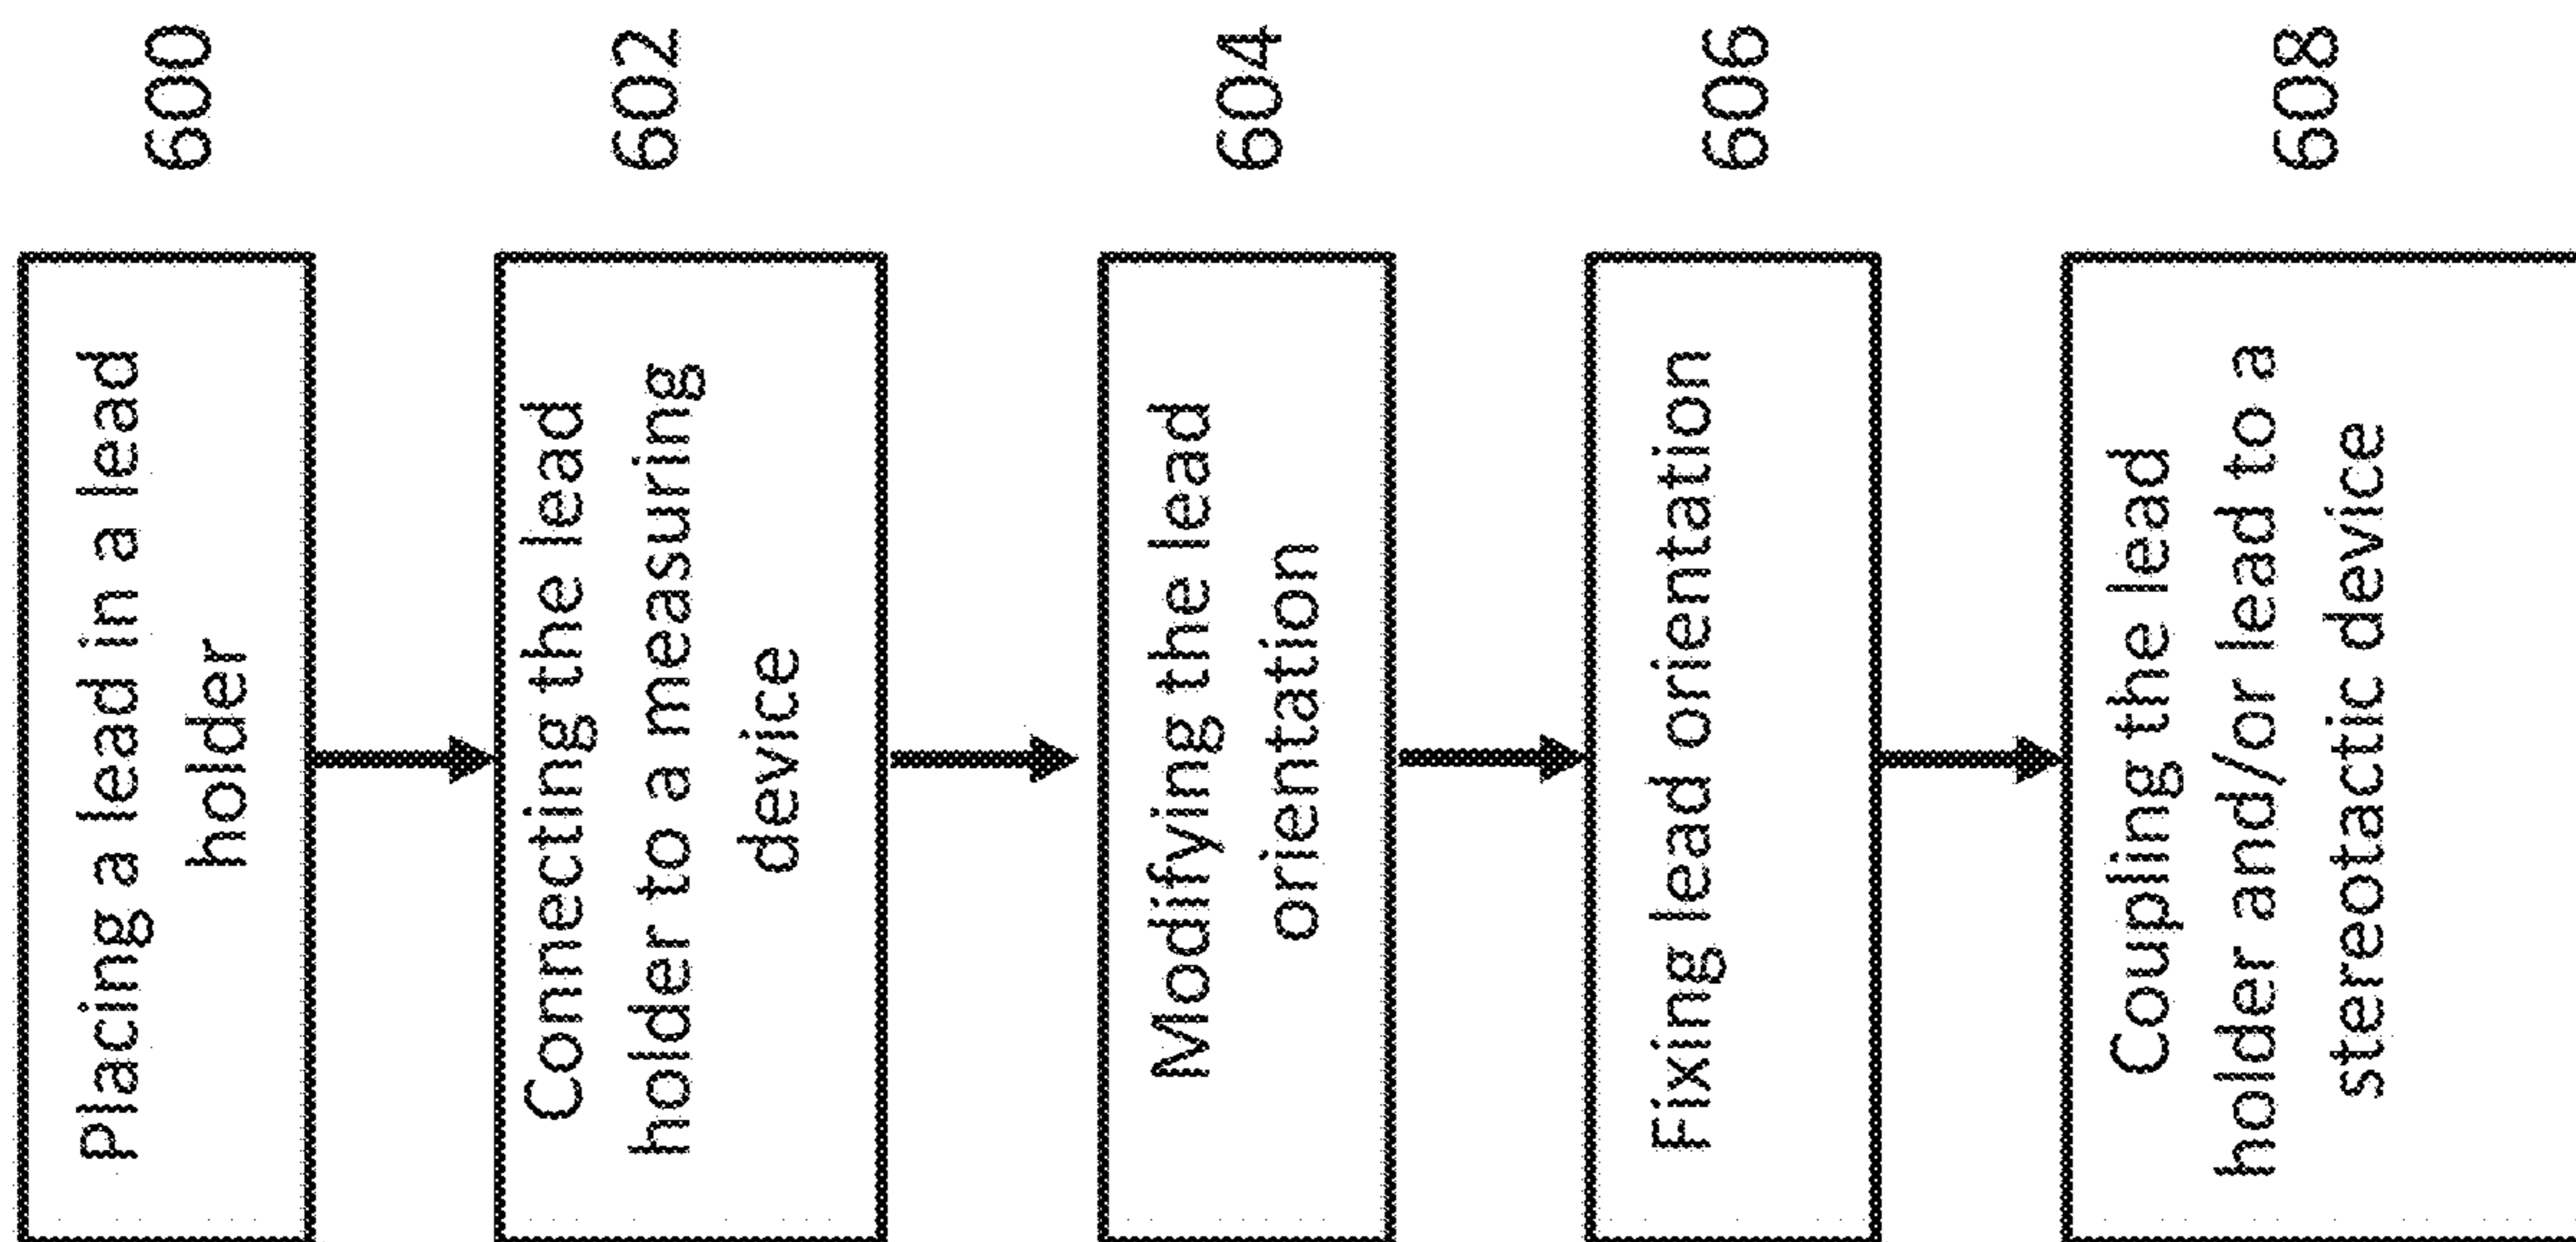 Placing a lead in a lead
holder
600
Connecting the lead
holder to a measuring
device
602
Modifying the lead
orientation
604
Fixing lead orientation
606
Coupling the lead
holder and/or lead to a
stereotactic device
608